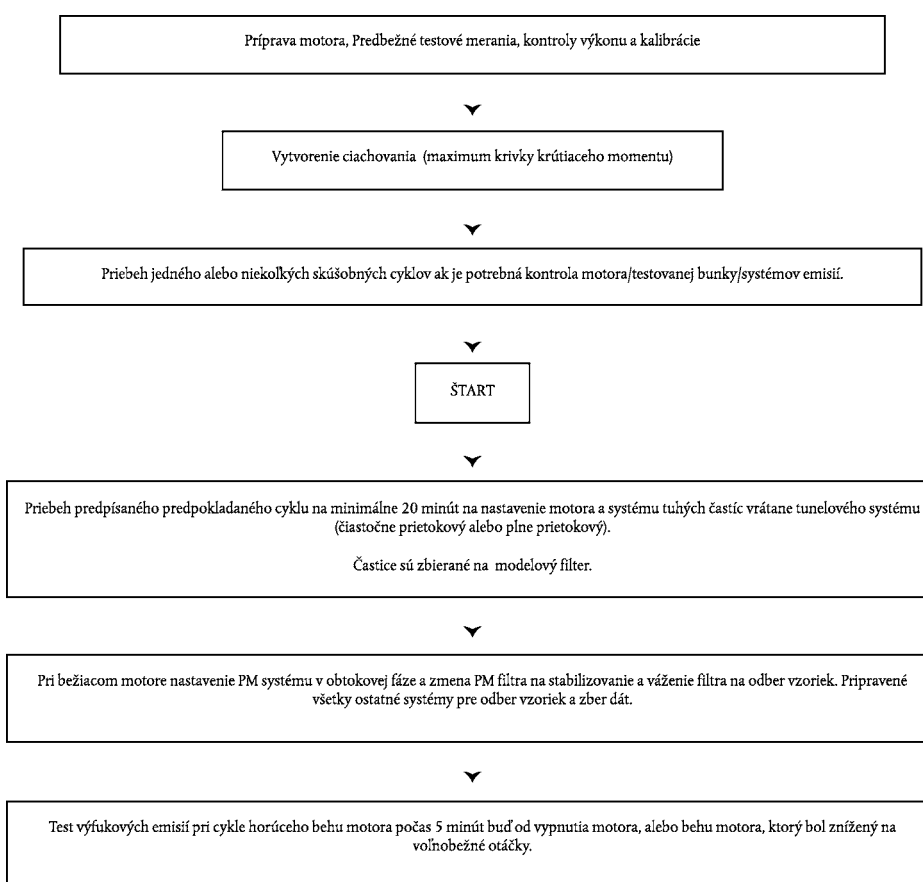 Príprava motora, Predbežné testové merania, kontroly výkonu a kalibrácie
Vytvorenie ciachovania (maximum krivky krútiaceho momentu)
Priebeh jedného alebo niekoľkých skúšobných cyklov ak je potrebná kontrola motora/testovanej bunky/systémov emisií.
ŠTART
Priebeh predpísaného predpokladaného cyklu na minimálne 20 minút na nastavenie motora a systému tuhých častíc vrátane tunelového systému
(čiastočne prietokový alebo plne prietokový).
Častice sú zbierané na modelový filter.
Pri bežiacom motore nastavenie PM systému v obtokovej fáze a zmena PM filtra na stabilizovanie a váženie filtra na odber vzoriek. Pripravené
všetky ostatné systémy pre odber vzoriek a zber dát.
Test výfukových emisií pri cykle horúceho behu motora počas 5 minút buď od vypnutia motora, alebo behu motora, ktorý bol znížený na
voľnobežné otáčky.